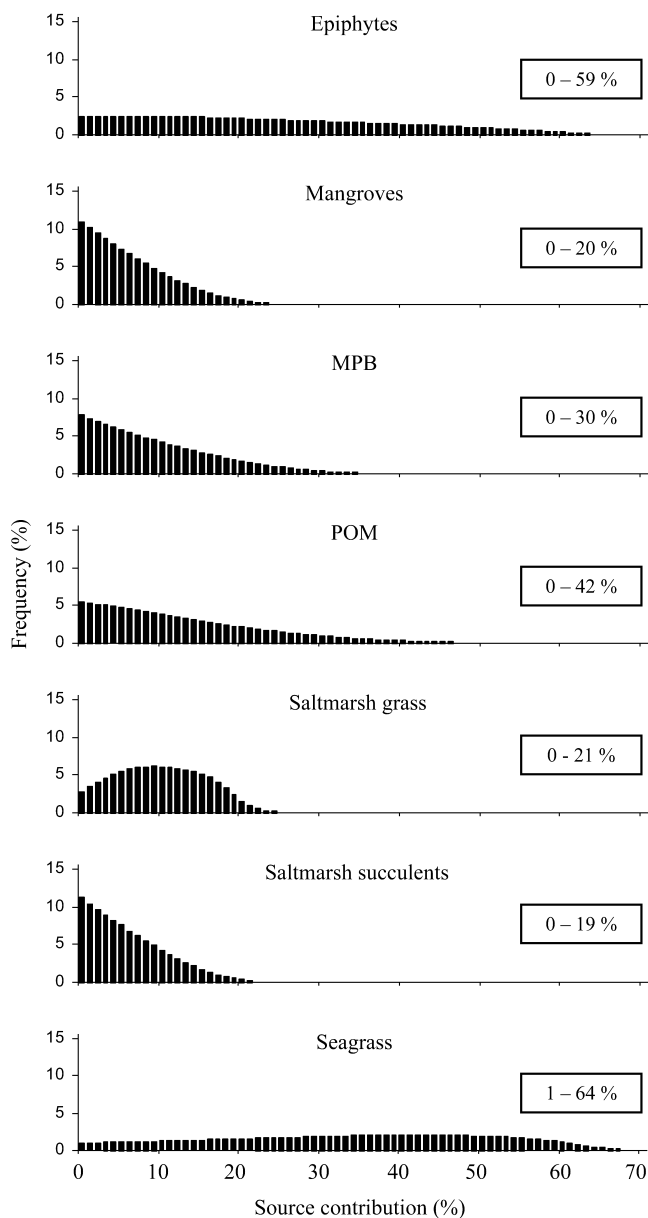 Epiphytes
15
10
5
0
0 – 59 %
Mangroves
15
10
5
0
0 – 20 %
MPB
15
10
5
0
0 – 30 %
Frequency (%)
POM
15
10
5
0
0 – 42 %
Saltmarsh grass
15
10
5
0
0 - 21 %
Saltmarsh succulents
15
10
5
0
0 – 19 %
Seagrass
15
10
5
0
1 – 64 %
0 10 20 30 40 50 60 70
Source contribution (%)